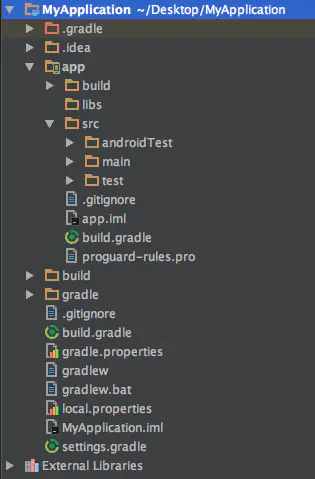 MyApplication ~/Desktop/MyApplication
.gradle
.idea
app
build
libs
src
androidTest
main
test
.gitignore
app.iml
build.gradle
proguard-rules.pro
build
gradle
.gitignore
build.gradle
gradle.properties
gradlew
gradlew.bat
local.properties
MyApplication.iml
settings.gradle
External Libraries